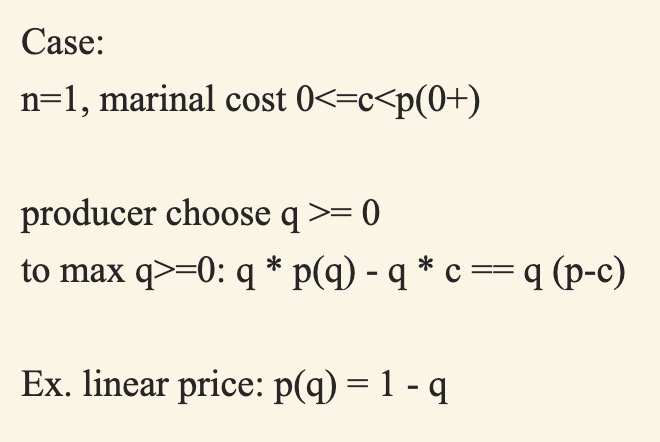 Case:
n=1, marinal cost 0<=c<p(0+)
producer choose q >= 0
to max q>=0: q * p(q) - q * c == q (p-c)
Ex. linear price: p(q) = 1 - q